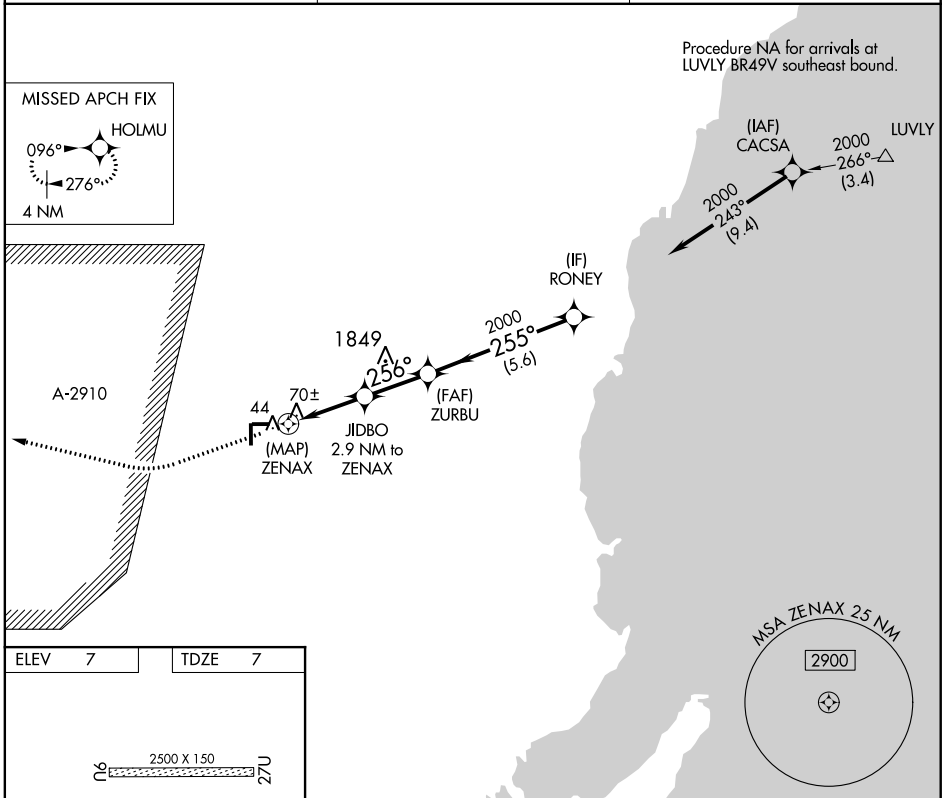 Procedure NA for arrivals at
LUVLY BR49V southeast bound.
MISSED APCH FIX
HOLMU
096°
276°
4 NM
(IAF)
CACSA
LUVLY
2000
266°
(3.4)
2000
243°
(9.4)
(IF)
RONEY
2000
255°
(5.6)
1849
256°
(FAF)
ZURBU
A-2910
44
70±
JIDBO
2.9 NM to
ZENAX
(MAP)
ZENAX
MSA ZENAX 25 NM
2900
ELEV 7
TDZE 7
2500 X 150
9U
27U